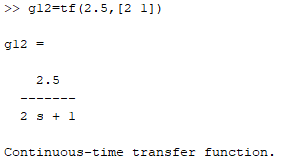 >> g12=tf(2.5,[2 1])
g12 =
2.5
-------
2 s + 1
Continuous-time transfer function.